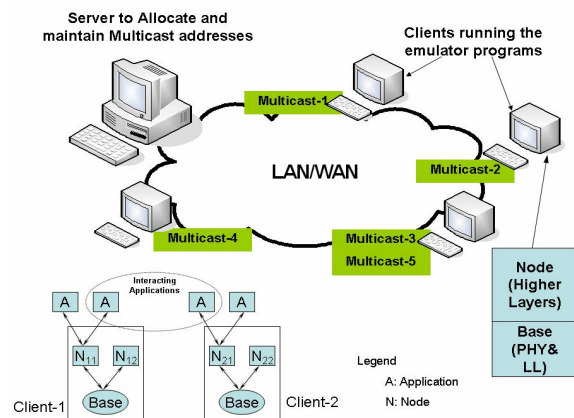 Server to Allocate and
maintain Multicast addresses
Clients running the
emulator programs
Multicast-1
Multicast-2
LAN/WAN
Multicast-4
Multicast-3
Multicast-5
Node
(Higher
Layers)
Base
(PHY&
LL)
Interacting
Applications
A A A A
N11 N12 N21 N22
Base Base
Client-1 Client-2
Legend
A: Application
N: Node